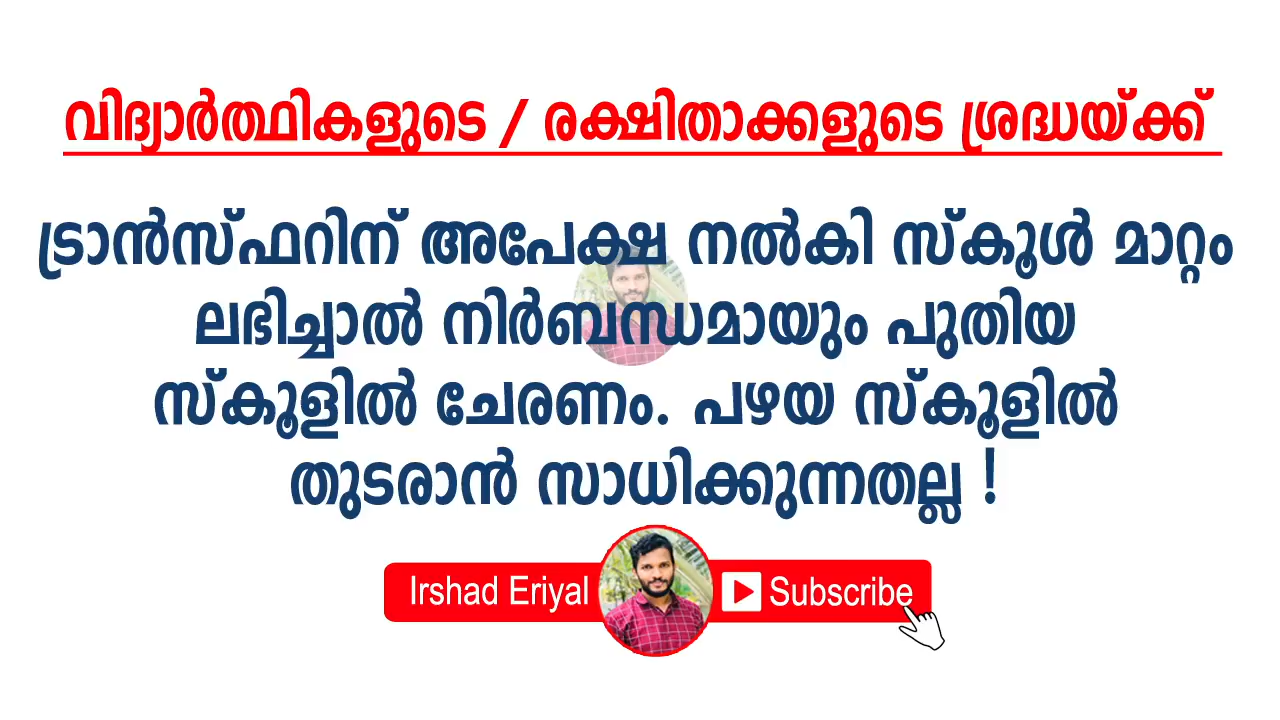 വിദ്യാർത്ഥികളുടെ / രക്ഷിതാക്കളുടെ ശ്രദ്ധയ്ക്ക്
ട്രാൻസ്ഫറിന് അപേക്ഷ നൽകി സ്കൂൾ മാറ്റം
ലഭിച്ചാൽ നിർബന്ധമായും പുതിയ
സ്കൂളിൽ ചേരണം. പഴയ സ്കൂളിൽ
തുടരാൻ സാധിക്കുന്നതല്ല !
Irshad Eriyal Subscribe